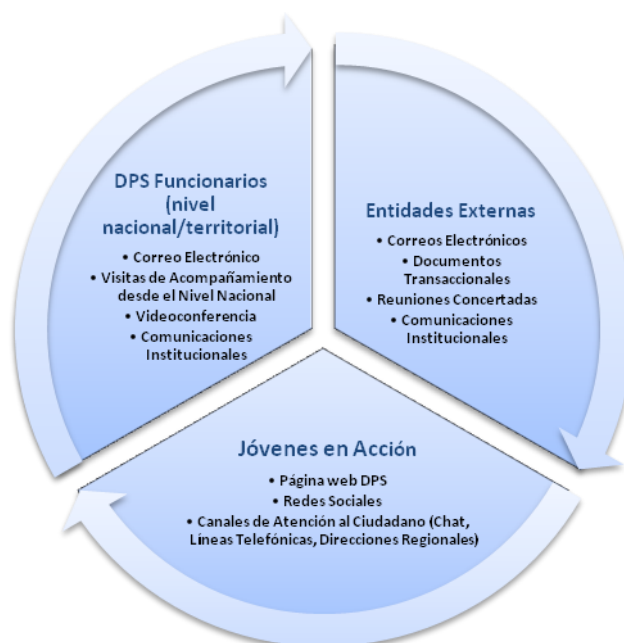 DPS Funcionarios
(nivel
nacional/territorial)
• Correo Electrónico
• Visitas de Acompañamiento
desde el Nivel Nacional
• Videoconferencia
• Comunicaciones
Institucionales
Entidades Externas
• Correos Electrónicos
• Documentos
Transaccionales
• Reuniones Concertadas
• Comunicaciones
Institucionales
Jóvenes en Acción
• Página web DPS
• Redes Sociales
• Canales de Atención al Ciudadano (Chat,
Líneas Telefónicas, Direcciones Regionales)